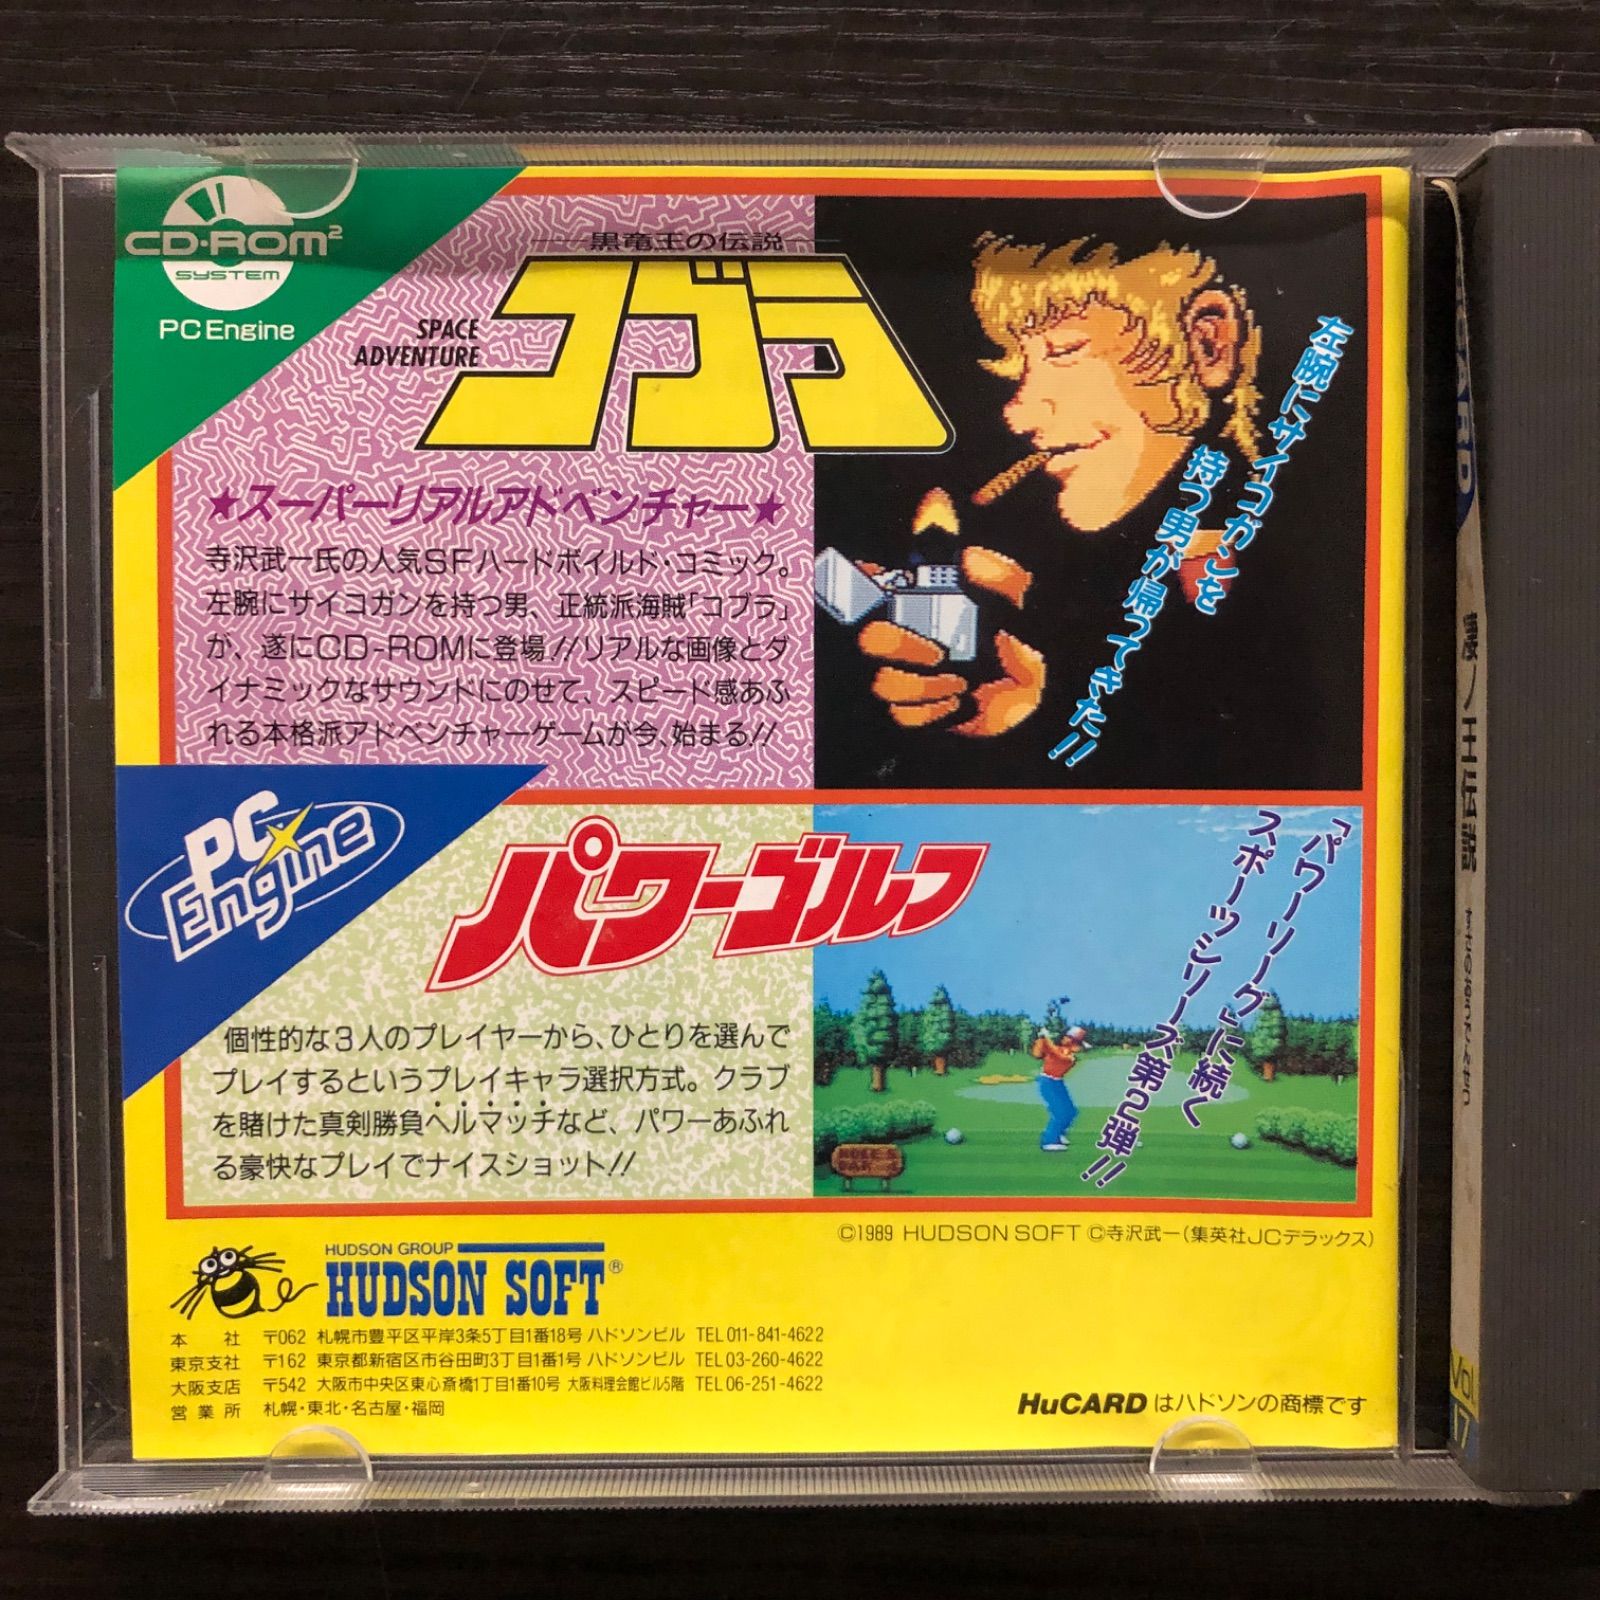 CD-ROM²
SYSTEM
PC Engine
黒竜王の伝説
SPACE
ADVENTURE
コブラ
★スーパーリアルアドベンチャー★
寺沢武一氏の人気SFハードボイルド・コミック。
左腕にサイコガンを持つ男、正統派海賊「コブラ」
が、遂にCD-ROMに登場!!リアルな画像とダ
イナミックなサウンドにのせて、スピード感あふ
れる本格派アドベンチャーゲームが今、始まる!!
左腕にサイコガンを
持つ男が帰ってきた!!
PC
Engine
パワーゴルフ
個性的な3人のプレイヤーから、ひとりを選んで
プレイするというプレイキャラ選択方式。クラブ
を賭けた真剣勝負ヘルマッチなど、パワーあふれ
る豪快なプレイでナイスショット!!
「パワーリーグ」に続く
スポーツシリーズ第2弾!!
HOLE 5
PAR 4
©1989 HUDSON SOFT ©寺沢武一(集英社JCデラックス)
HUDSON GROUP
HUDSON SOFT®
本社 〒062 札幌市豊平区平岸3条5丁目1番18号 ハドソンビル TEL 011-841-4622
東京支社 〒162 東京都新宿区市谷田町3丁目1番1号 ハドソンビル TEL 03-260-4622
大阪支店 〒542 大阪市中央区東心斎橋1丁目1番10号 大阪料理会館ビル5階 TEL 06-251-4622
営業所 札幌・東北・名古屋・福岡
HuCARDはハドソンの商標です
ノ王伝説
Vol
17